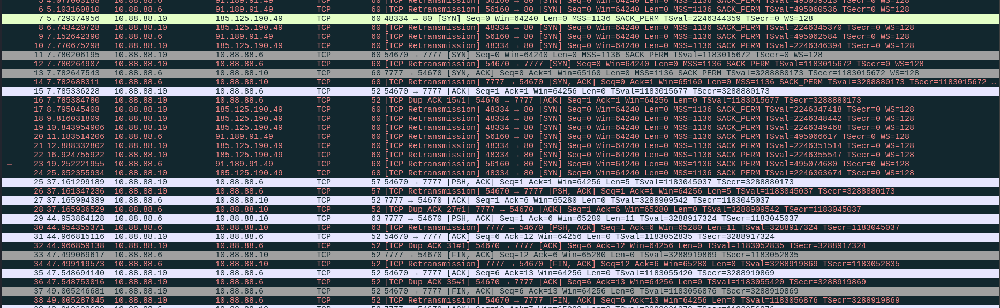 5 4.077003188 10.88.88.6 91.189.91.49 TCP 60 [TCP Retransmission] 56160 → 80 [SYN] Seq=0 Win=64240 Len=0 MSS=1136 SACK_PERM TSval=495059513 TSecr=0 WS=128
6 5.103160810 10.88.88.6 91.189.91.49 TCP 60 [TCP Retransmission] 56160 → 80 [SYN] Seq=0 Win=64240 Len=0 MSS=1136 SACK_PERM TSval=495060536 TSecr=0 WS=128
7 5.729374956 10.88.88.10 185.125.190.49 TCP 60 48334 → 80 [SYN] Seq=0 Win=64240 Len=0 MSS=1136 SACK_PERM TSval=2246344359 TSecr=0 WS=128
8 6.743420728 10.88.88.10 185.125.190.49 TCP 60 [TCP Retransmission] 48334 → 80 [SYN] Seq=0 Win=64240 Len=0 MSS=1136 SACK_PERM TSval=2246345370 TSecr=0 WS=128
9 7.152642390 10.88.88.6 91.189.91.49 TCP 60 [TCP Retransmission] 56160 → 80 [SYN] Seq=0 Win=64240 Len=0 MSS=1136 SACK_PERM TSval=495062584 TSecr=0 WS=128
10 7.770675298 10.88.88.10 185.125.190.49 TCP 60 [TCP Retransmission] 48334 → 80 [SYN] Seq=0 Win=64240 Len=0 MSS=1136 SACK_PERM TSval=2246346394 TSecr=0 WS=128
11 7.780206195 10.88.88.10 10.88.88.6 TCP 60 54670 → 7777 [SYN] Seq=0 Win=64240 Len=0 MSS=1136 SACK_PERM TSval=1183015672 TSecr=0 WS=128
12 7.780264907 10.88.88.10 10.88.88.6 TCP 60 [TCP Retransmission] 54670 → 7777 [SYN] Seq=0 Win=64240 Len=0 MSS=1136 SACK_PERM TSval=1183015672 TSecr=0 WS=128
13 7.782647543 10.88.88.6 10.88.88.10 TCP 60 7777 → 54670 [SYN, ACK] Seq=0 Ack=1 Win=65160 Len=0 MSS=1136 SACK_PERM TSval=3288880173 TSecr=1183015672 WS=128
14 7.782688311 10.88.88.6 10.88.88.10 TCP 60 [TCP Retransmission] 7777 → 54670 [SYN, ACK] Seq=0 Ack=1 Win=65160 Len=0 MSS=1136 SACK_PERM TSval=3288880173 TSecr=1183015672 …
15 7.785336228 10.88.88.10 10.88.88.6 TCP 52 54670 → 7777 [ACK] Seq=1 Ack=1 Win=64256 Len=0 TSval=1183015677 TSecr=3288880173
16 7.785384780 10.88.88.10 10.88.88.6 TCP 52 [TCP Dup ACK 15#1] 54670 → 7777 [ACK] Seq=1 Ack=1 Win=64256 Len=0 TSval=1183015677 TSecr=3288880173
17 8.795045408 10.88.88.10 185.125.190.49 TCP 60 [TCP Retransmission] 48334 → 80 [SYN] Seq=0 Win=64240 Len=0 MSS=1136 SACK_PERM TSval=2246347418 TSecr=0 WS=128
18 9.816031809 10.88.88.10 185.125.190.49 TCP 60 [TCP Retransmission] 48334 → 80 [SYN] Seq=0 Win=64240 Len=0 MSS=1136 SACK_PERM TSval=2246348442 TSecr=0 WS=128
19 10.843954906 10.88.88.10 185.125.190.49 TCP 60 [TCP Retransmission] 48334 → 80 [SYN] Seq=0 Win=64240 Len=0 MSS=1136 SACK_PERM TSval=2246349468 TSecr=0 WS=128
20 11.183514206 10.88.88.6 91.189.91.49 TCP 60 [TCP Retransmission] 56160 → 80 [SYN] Seq=0 Win=64240 Len=0 MSS=1136 SACK_PERM TSval=495066617 TSecr=0 WS=128
21 12.888332802 10.88.88.10 185.125.190.49 TCP 60 [TCP Retransmission] 48334 → 80 [SYN] Seq=0 Win=64240 Len=0 MSS=1136 SACK_PERM TSval=2246351514 TSecr=0 WS=128
22 16.924755922 10.88.88.10 185.125.190.49 TCP 60 [TCP Retransmission] 48334 → 80 [SYN] Seq=0 Win=64240 Len=0 MSS=1136 SACK_PERM TSval=2246355547 TSecr=0 WS=128
23 19.252221955 10.88.88.6 91.189.91.49 TCP 60 [TCP Retransmission] 56160 → 80 [SYN] Seq=0 Win=64240 Len=0 MSS=1136 SACK_PERM TSval=495074680 TSecr=0 WS=128
24 25.052355934 10.88.88.10 185.125.190.49 TCP 60 [TCP Retransmission] 48334 → 80 [SYN] Seq=0 Win=64240 Len=0 MSS=1136 SACK_PERM TSval=2246363674 TSecr=0 WS=128
25 37.161299189 10.88.88.10 10.88.88.6 TCP 57 54670 → 7777 [PSH, ACK] Seq=1 Ack=1 Win=64256 Len=5 TSval=1183045037 TSecr=3288880173
26 37.161347236 10.88.88.10 10.88.88.6 TCP 57 [TCP Retransmission] 54670 → 7777 [PSH, ACK] Seq=1 Ack=1 Win=64256 Len=5 TSval=1183045037 TSecr=3288880173
27 37.165904389 10.88.88.6 10.88.88.10 TCP 52 7777 → 54670 [ACK] Seq=1 Ack=6 Win=65280 Len=0 TSval=3288909542 TSecr=1183045037
28 37.165936529 10.88.88.6 10.88.88.10 TCP 52 [TCP Dup ACK 27#1] 7777 → 54670 [ACK] Seq=1 Ack=6 Win=65280 Len=0 TSval=3288909542 TSecr=1183045037
29 44.953864128 10.88.88.6 10.88.88.10 TCP 63 7777 → 54670 [PSH, ACK] Seq=1 Ack=6 Win=65280 Len=11 TSval=3288917324 TSecr=1183045037
30 44.954355371 10.88.88.6 10.88.88.10 TCP 63 [TCP Retransmission] 7777 → 54670 [PSH, ACK] Seq=1 Ack=6 Win=65280 Len=11 TSval=3288917324 TSecr=1183045037
31 44.966815116 10.88.88.10 10.88.88.6 TCP 52 54670 → 7777 [ACK] Seq=6 Ack=12 Win=64256 Len=0 TSval=1183052835 TSecr=3288917324
32 44.966859138 10.88.88.10 10.88.88.6 TCP 52 [TCP Dup ACK 31#1] 54670 → 7777 [ACK] Seq=6 Ack=12 Win=64256 Len=0 TSval=1183052835 TSecr=3288917324
33 47.499069617 10.88.88.6 10.88.88.10 TCP 52 7777 → 54670 [FIN, ACK] Seq=12 Ack=6 Win=65280 Len=0 TSval=3288919869 TSecr=1183052835
34 47.499119573 10.88.88.6 10.88.88.10 TCP 52 [TCP Retransmission] 7777 → 54670 [FIN, ACK] Seq=12 Ack=6 Win=65280 Len=0 TSval=3288919869 TSecr=1183052835
35 47.548694140 10.88.88.10 10.88.88.6 TCP 52 54670 → 7777 [ACK] Seq=6 Ack=13 Win=64256 Len=0 TSval=1183055420 TSecr=3288919869
36 47.548753016 10.88.88.10 10.88.88.6 TCP 52 [TCP Dup ACK 35#1] 54670 → 7777 [ACK] Seq=6 Ack=13 Win=64256 Len=0 TSval=1183055420 TSecr=3288919869
37 49.005246681 10.88.88.10 10.88.88.6 TCP 52 54670 → 7777 [FIN, ACK] Seq=6 Ack=13 Win=64256 Len=0 TSval=1183056876 TSecr=3288919869
38 49.005287045 10.88.88.10 10.88.88.6 TCP 52 [TCP Retransmission] 54670 → 7777 [FIN, ACK] Seq=6 Ack=13 Win=64256 Len=0 TSval=1183056876 TSecr=3288919869